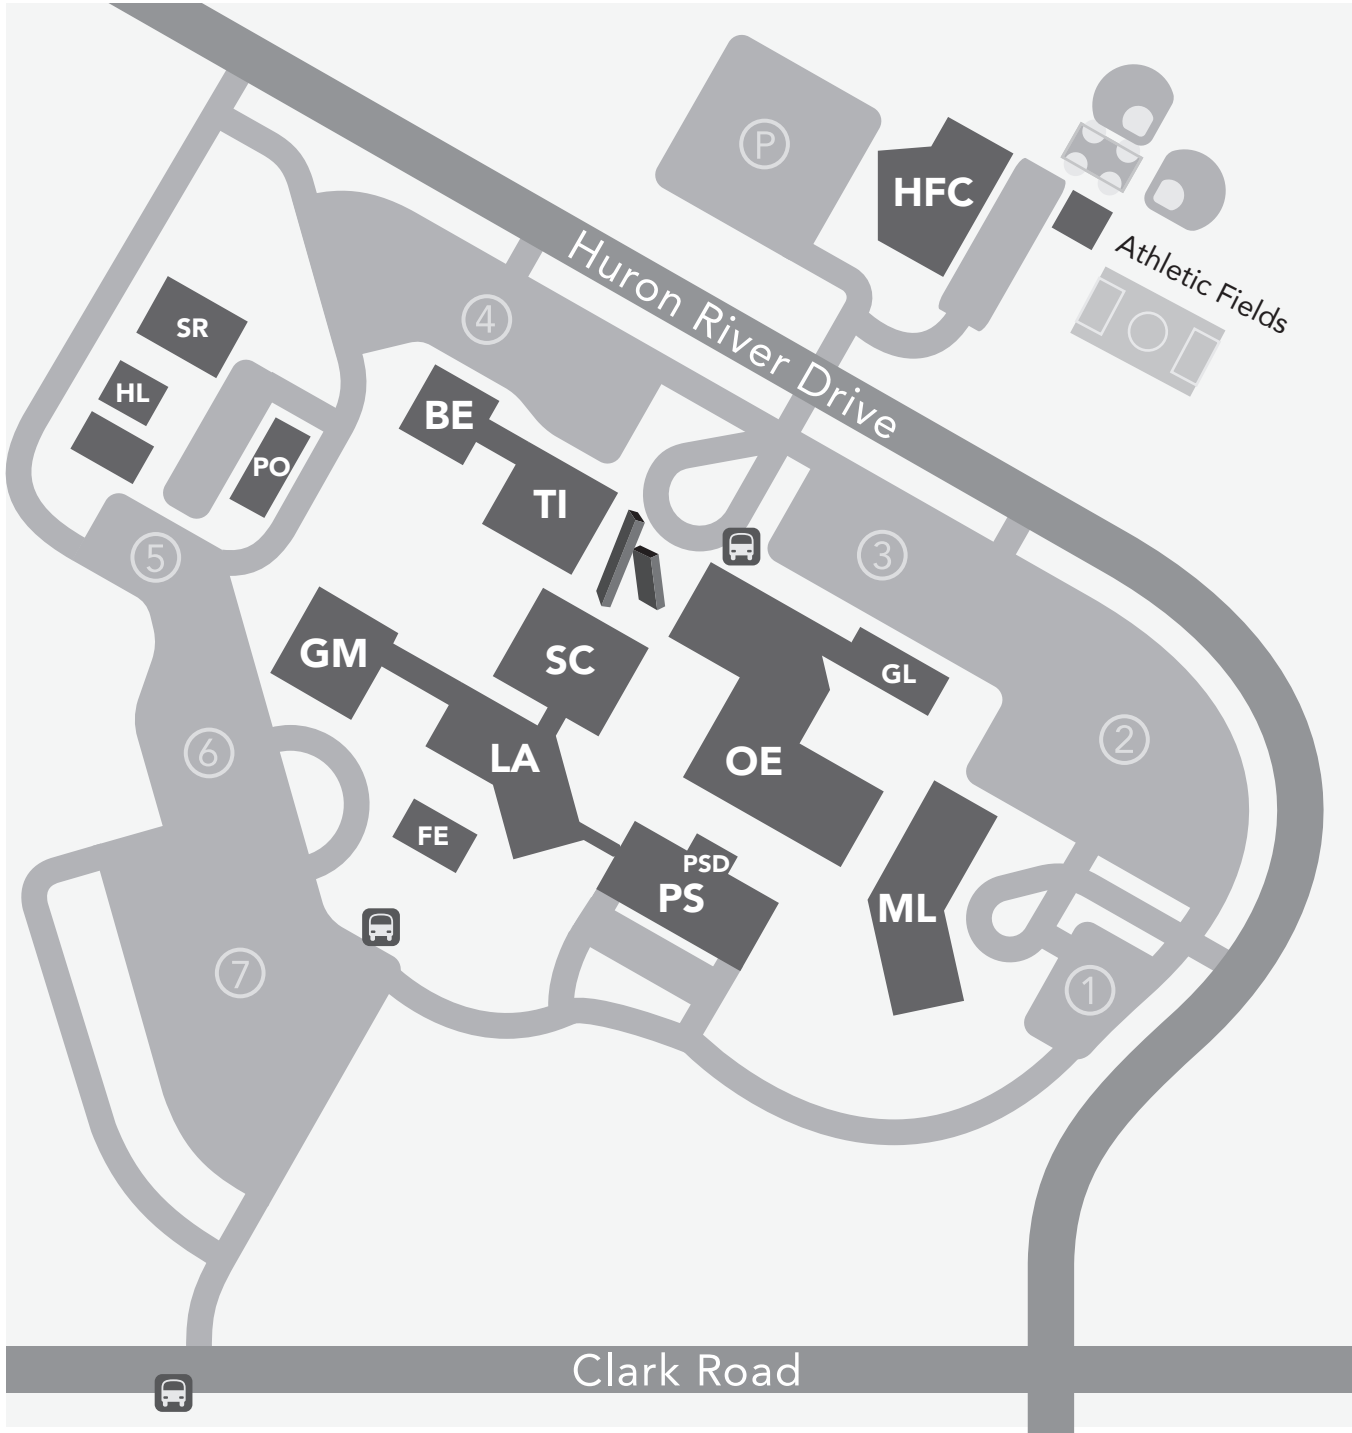 P
HFC
Athletic Fields
Huron River Drive
4
SR
HL
BE
PO
TI
5
3
GM
SC
GL
6
LA
OE
2
FE
PSD
PS
ML
7
1
Clark Road